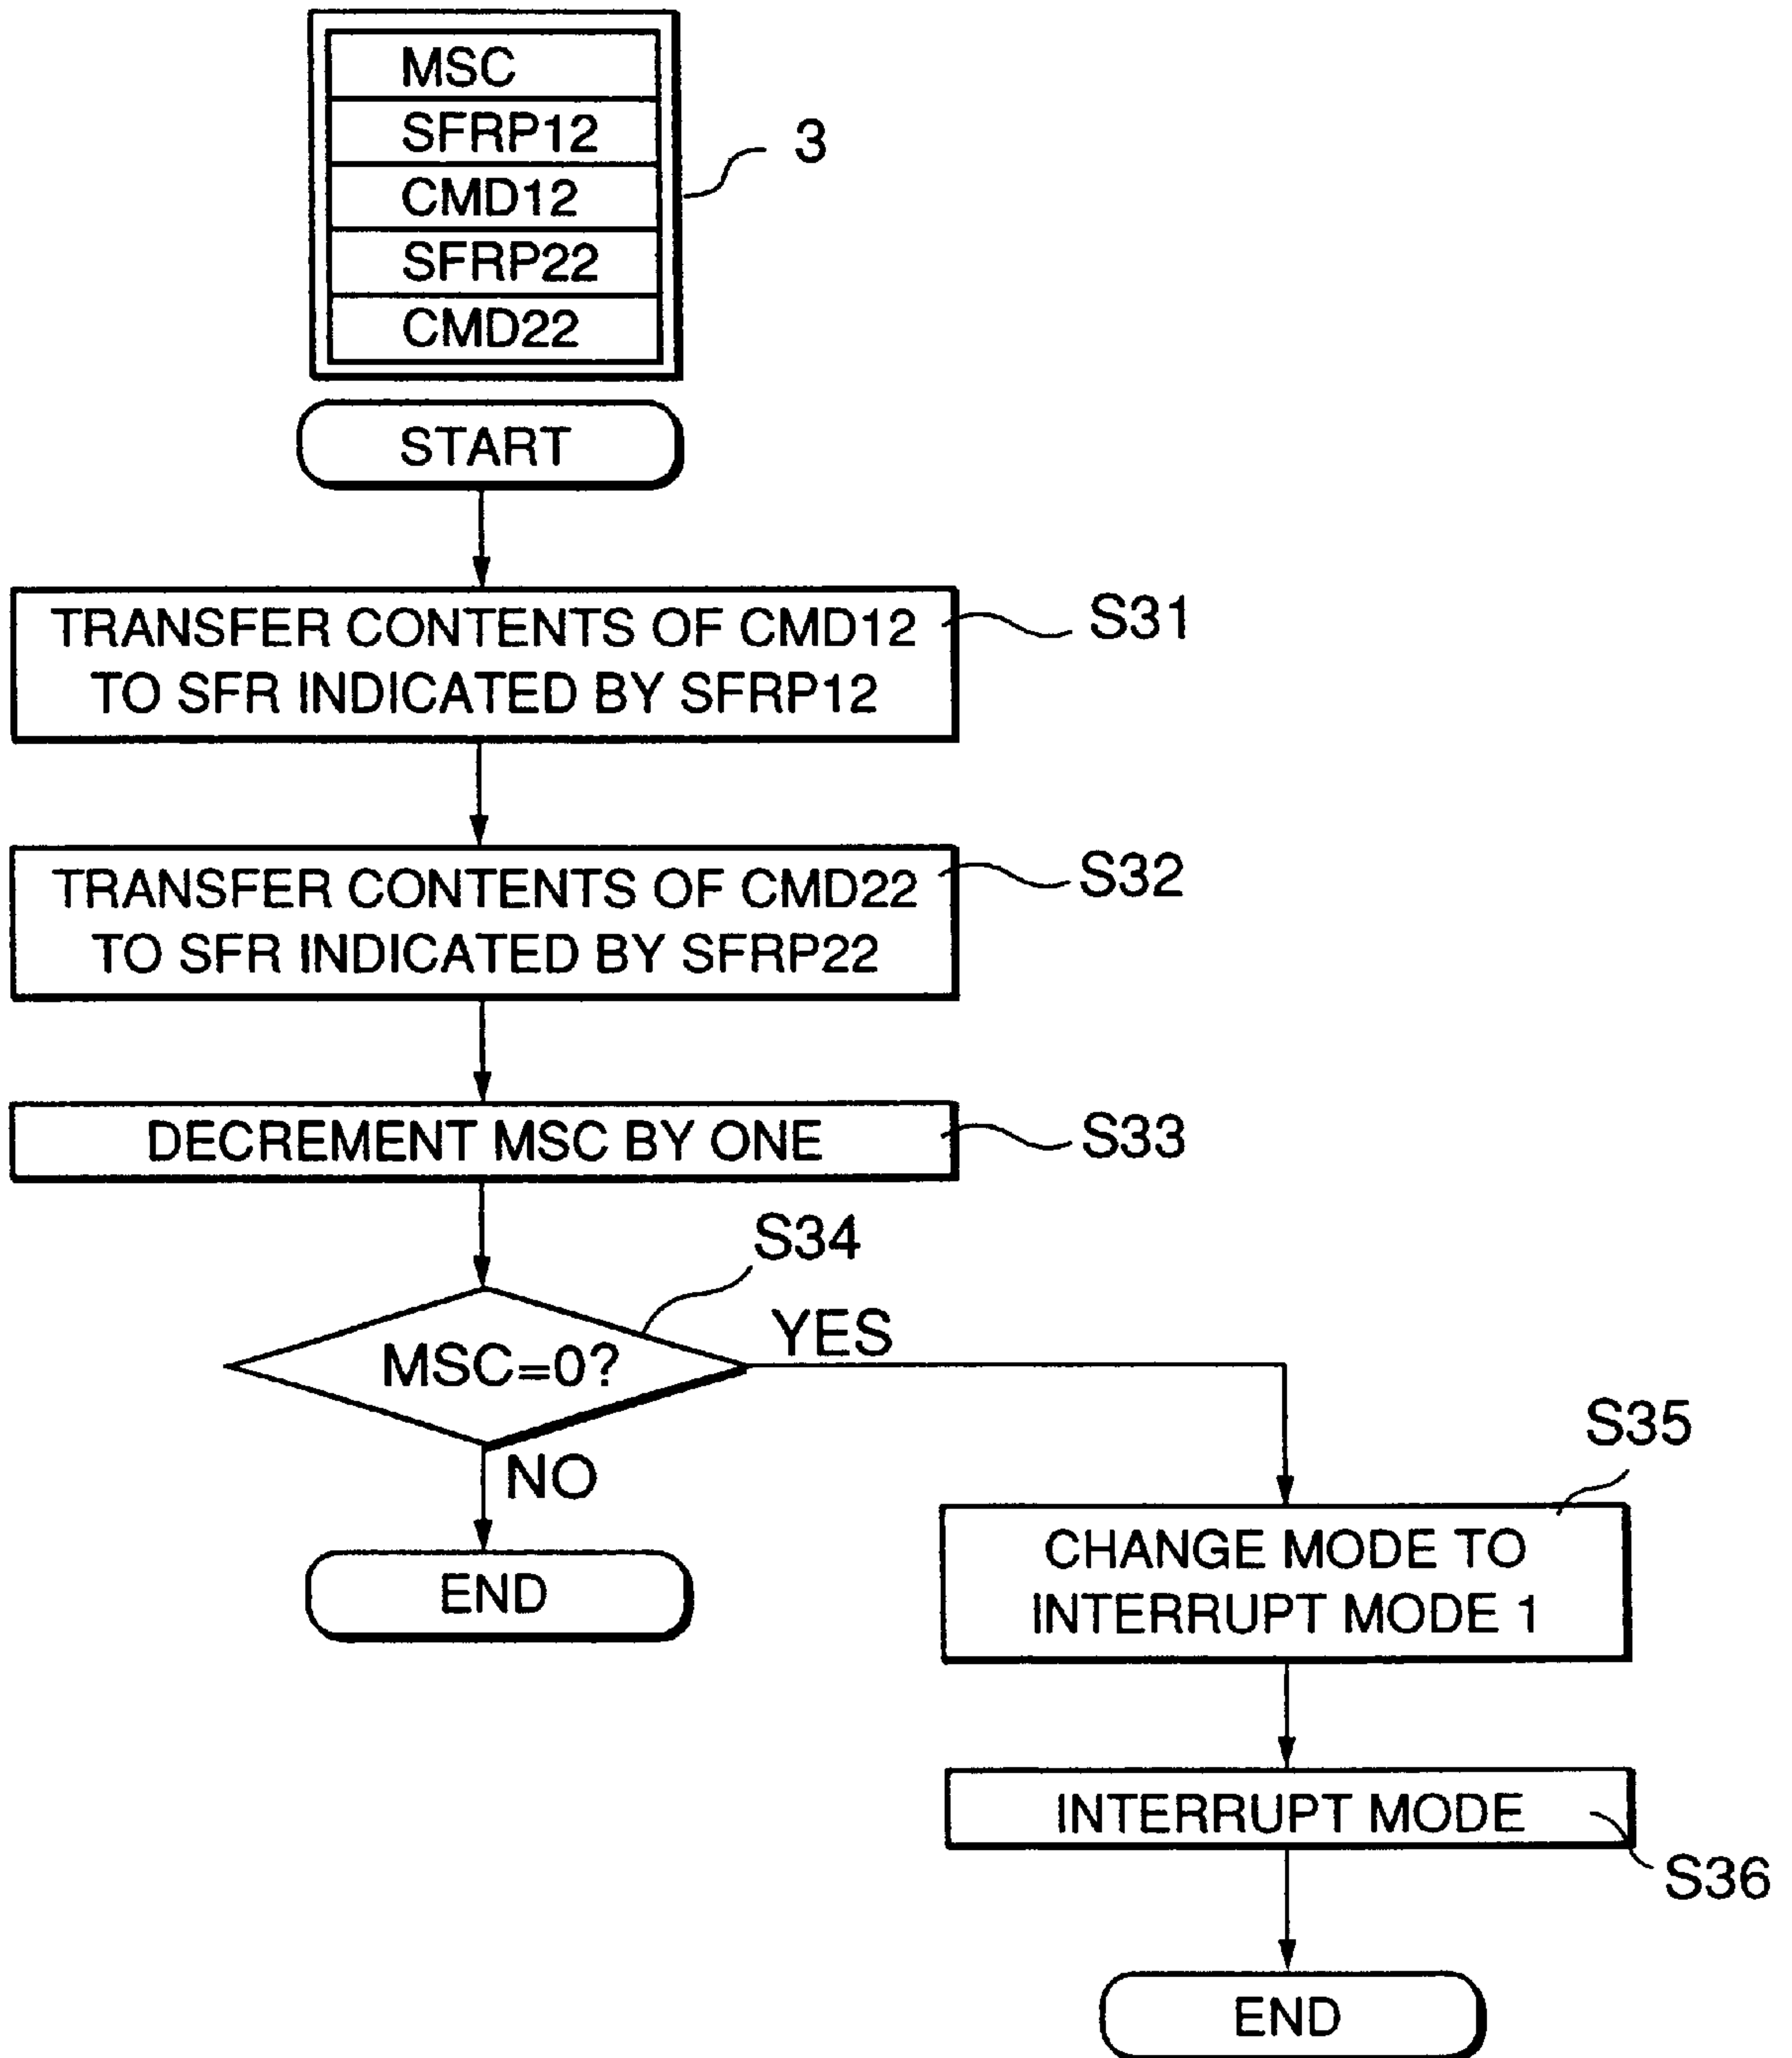 MSC
SFRP12
CMD12
SFRP22
CMD22
3
START
TRANSFER CONTENTS OF CMD12
TO SFR INDICATED BY SFRP12
S31
TRANSFER CONTENTS OF CMD22
TO SFR INDICATED BY SFRP22
S32
DECREMENT MSC BY ONE
S33
S34
MSC=0?
YES
NO
END
S35
CHANGE MODE TO
INTERRUPT MODE 1
INTERRUPT MODE
S36
END